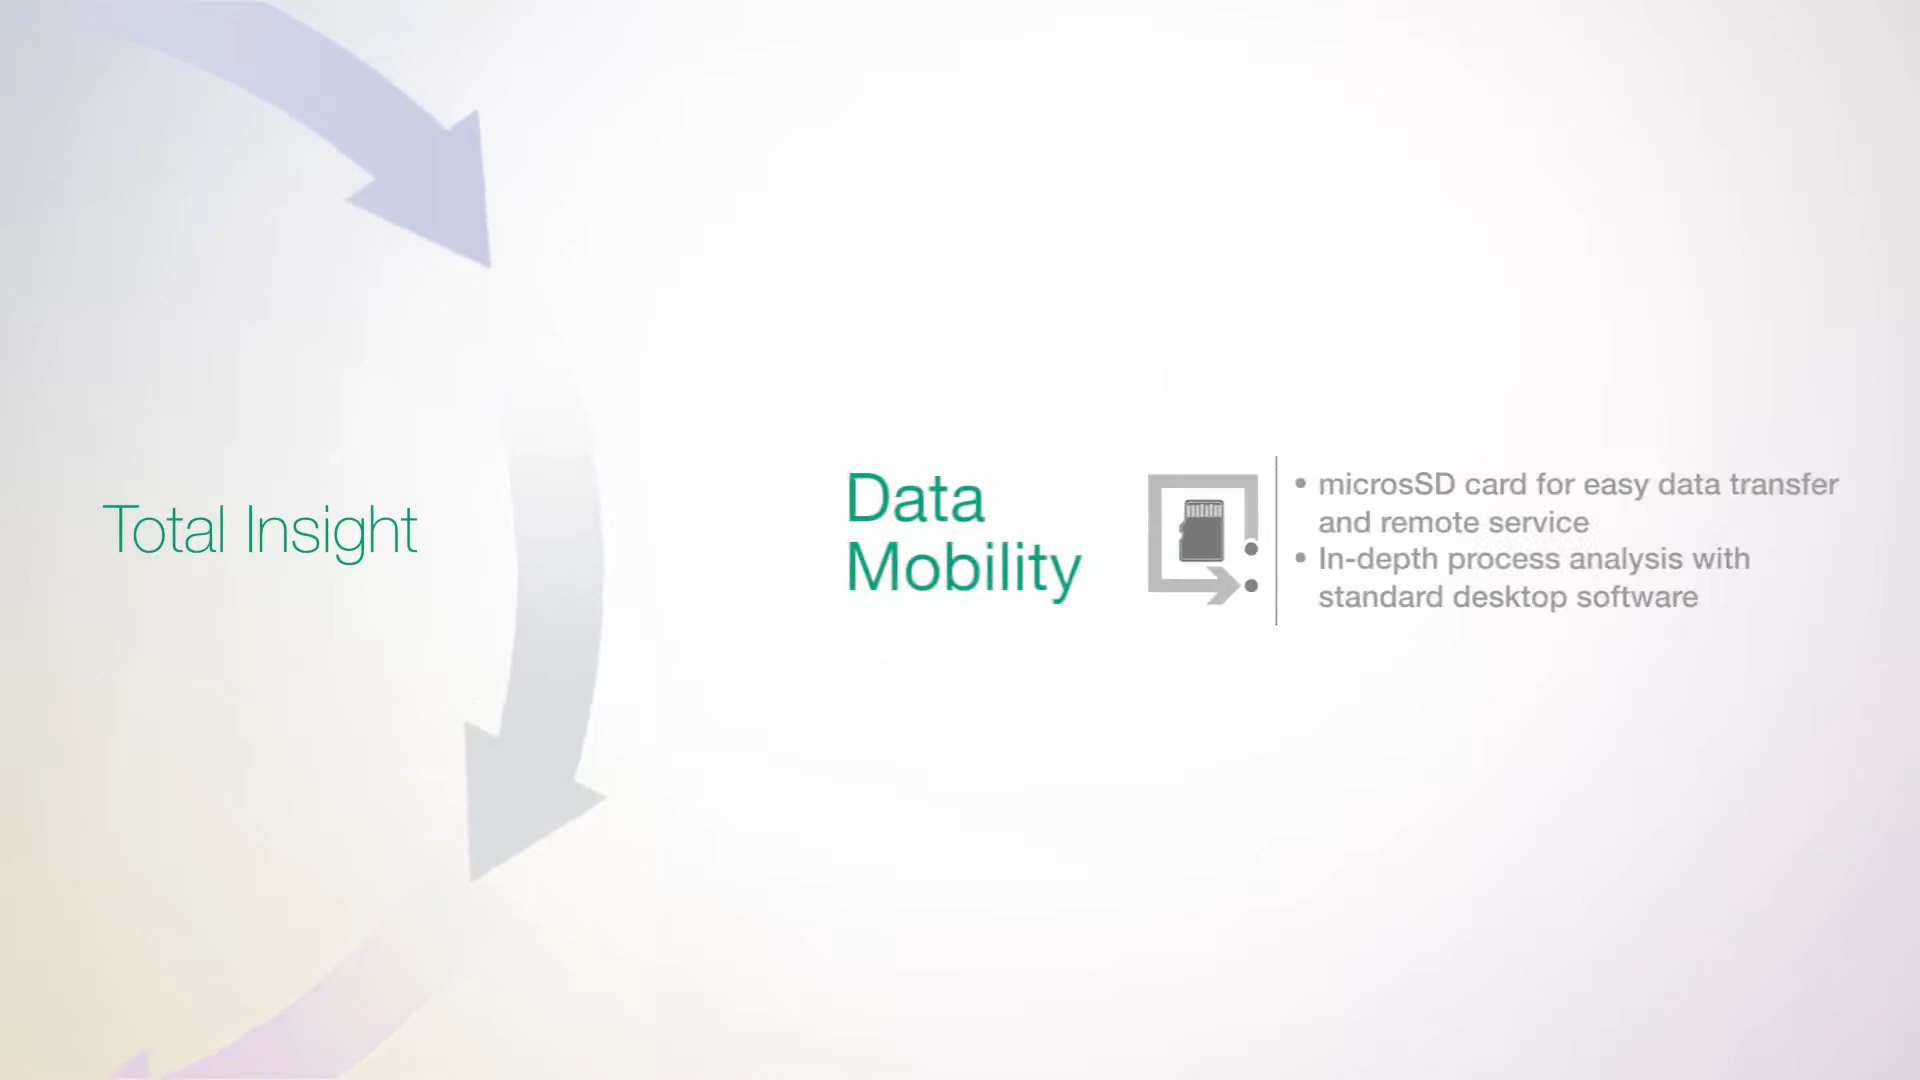 Total Insight
Data
Mobility
• microsSD card for easy data transfer
and remote service
• In-depth process analysis with
standard desktop software